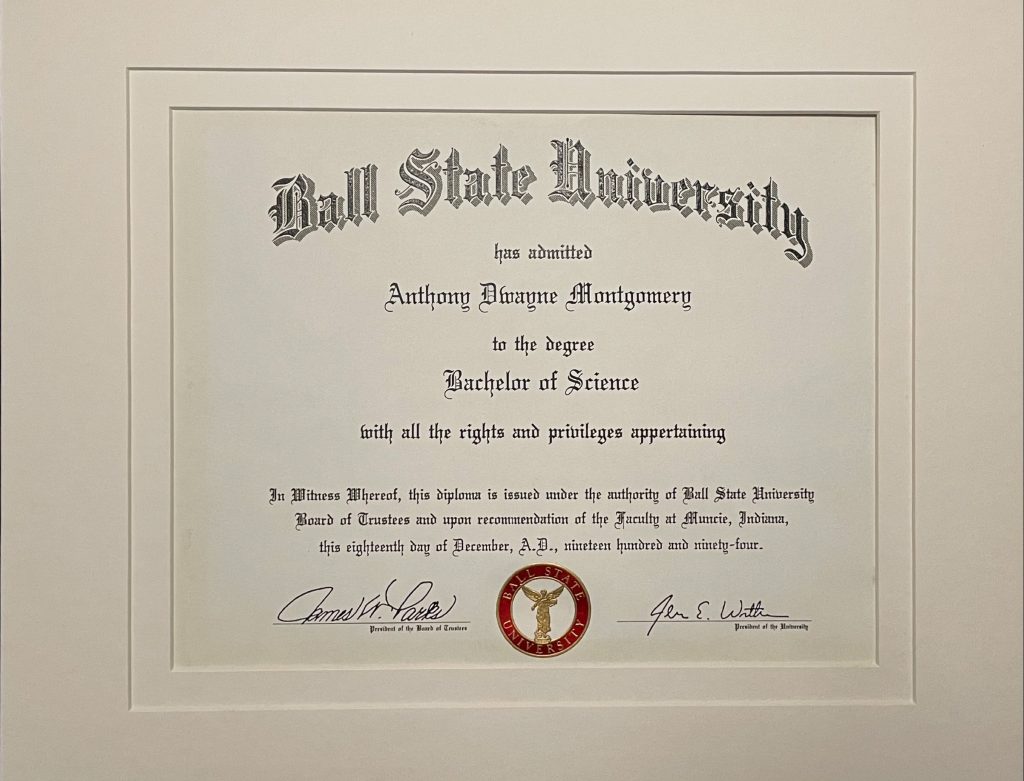 Ball State University
has admitted
Anthony Dwayne Montgomery
to the degree
Bachelor of Science
with all the rights and privileges appertaining
In Witness Whereof, this diploma is issued under the authority of Ball State University
Board of Trustees and upon recommendation of the Faculty at Muncie, Indiana,
this eighteenth day of December, A.D., nineteen hundred and ninety-four.
James W. Parks
President of the Board of Trustees
BALL STATE
UNIVERSITY
E.
President of the University